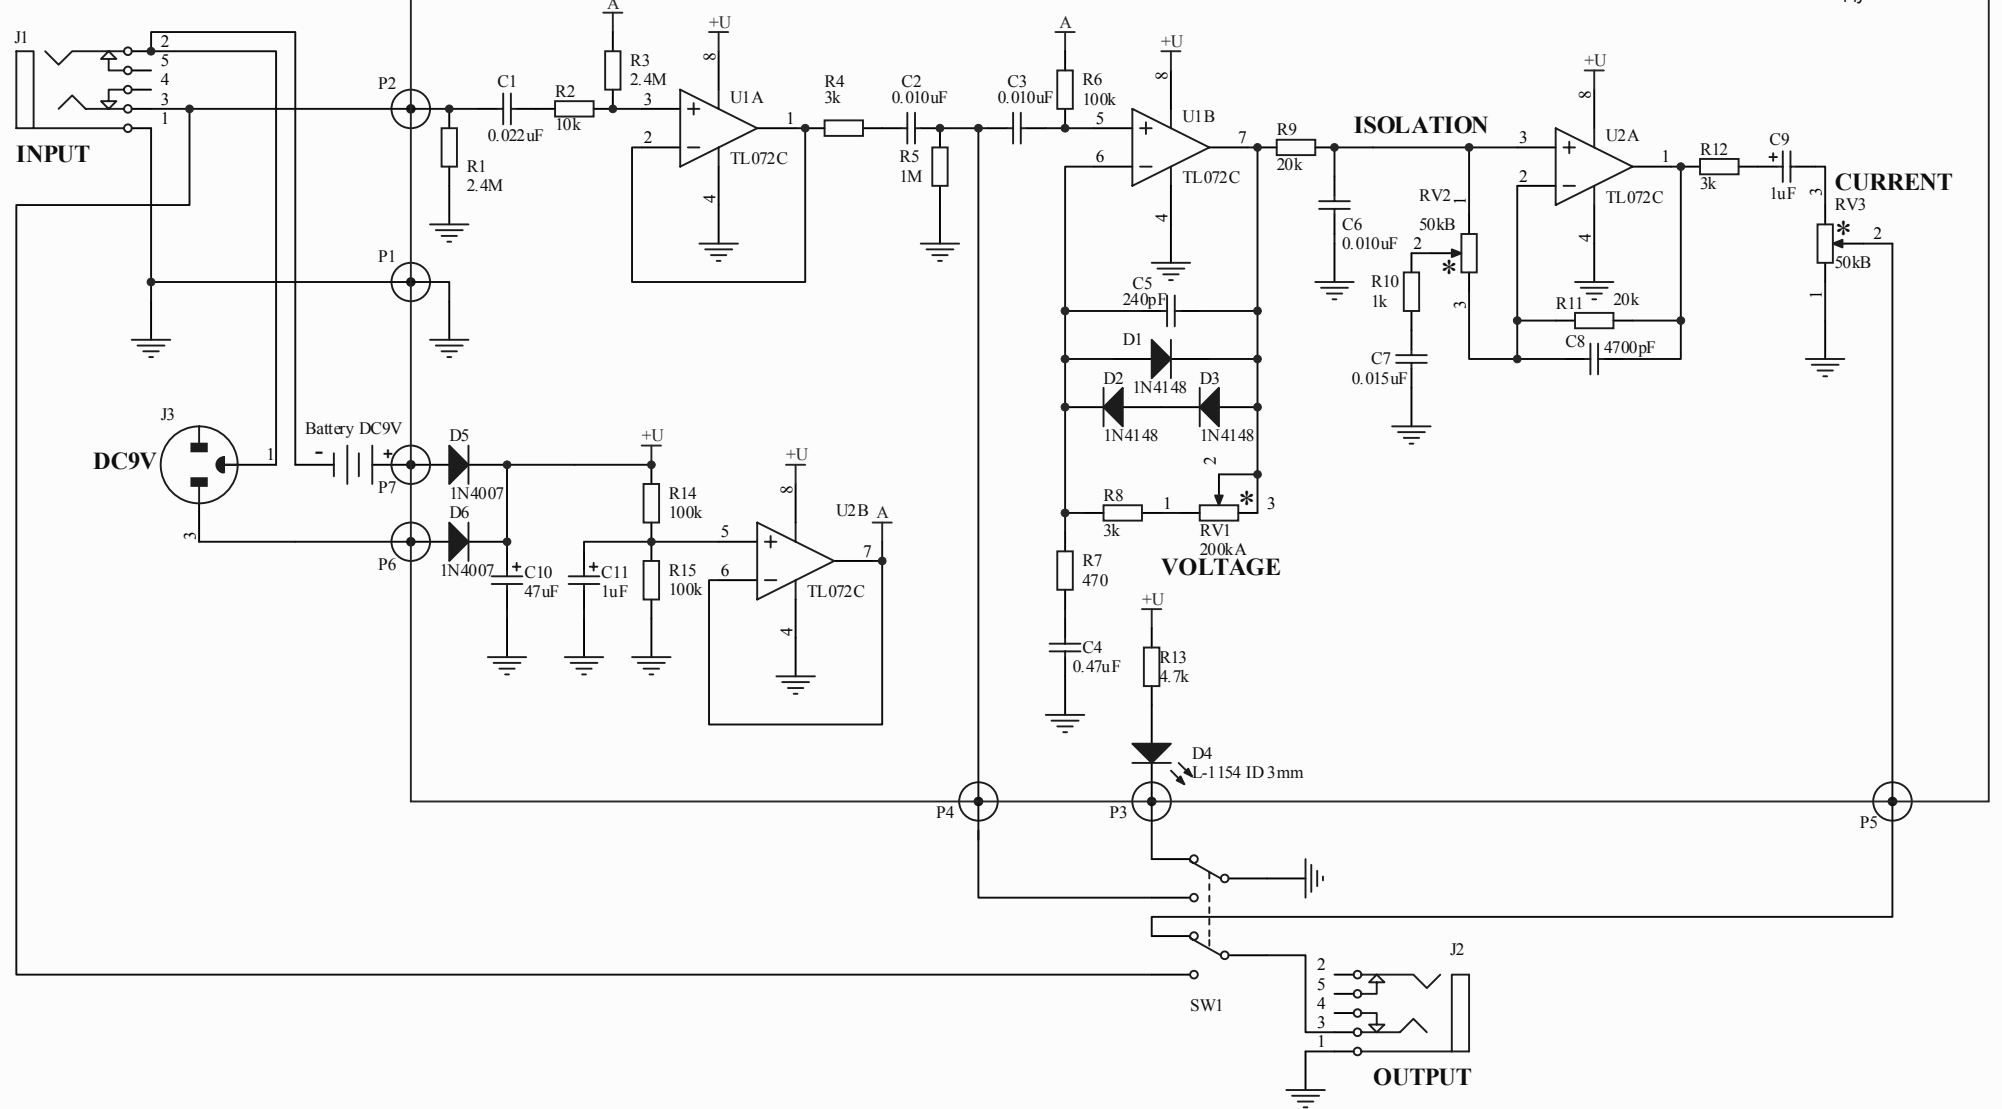 J1
2
5
4
3
1
INPUT
P2
P1
C1
0.022uF
R1
2.4M
R2
10k
A
R3
2.4M
3
2
+U
8
U1A
TL072C
4
1
R4
3k
C2
0.010uF
R5
1M
C3
0.010uF
A
R6
100k
5
6
+U
8
U1B
TL072C
4
7
R9
20k
ISOLATION
C6
0.010uF
RV2
50kB
1
2
*
3
R10
1k
C7
0.015uF
3
2
+U
8
U2A
TL072C
4
1
R11
20k
C8
4700pF
R12
3k
C9
+
1uF
CURRENT
3
RV3
*
2
50kB
1
C5
240pF
D1
1N4148
D2
1N4148
D3
1N4148
2
R8
3k
1
*
3
RV1
200kA
VOLTAGE
R7
470
C4
0.47uF
J3
DC9V
1
3
Battery DC9V
-
+
P7
P6
D5
1N4007
D6
1N4007
+
C10
47uF
+
C11
1uF
+U
R14
100k
R15
100k
5
6
+U
8
U2B
TL072C
4
7
A
+U
R13
4.7k
D4
L-1154 ID 3mm
P4
P3
P5
SW1
J2
2
5
4
3
1
OUTPUT